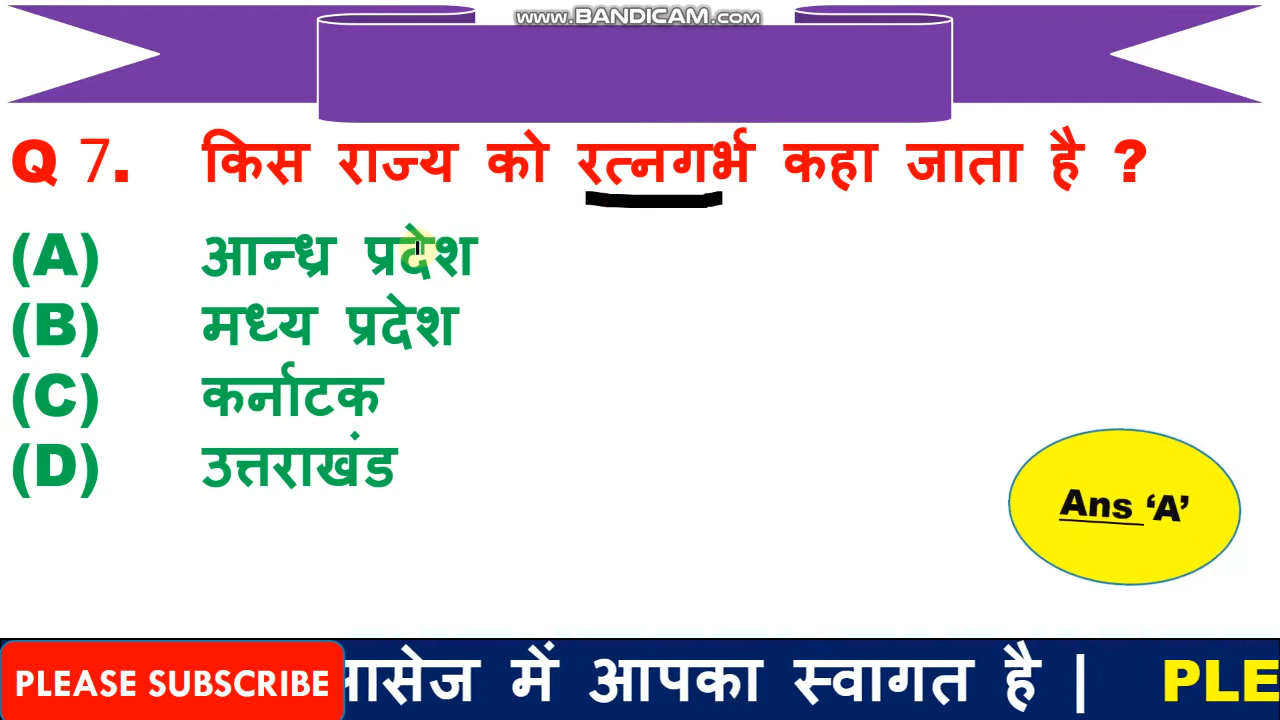 www.BANDICAM.com
Q 7. किस राज्य को रत्नगर्भ कहा जाता है ?
(A) आन्ध्र प्रदेश
(B) मध्य प्रदेश
(C) कर्नाटक
(D) उत्तराखंड
Ans ‘A’
PLEASE SUBSCRIBE में आपका स्वागत है | PLE